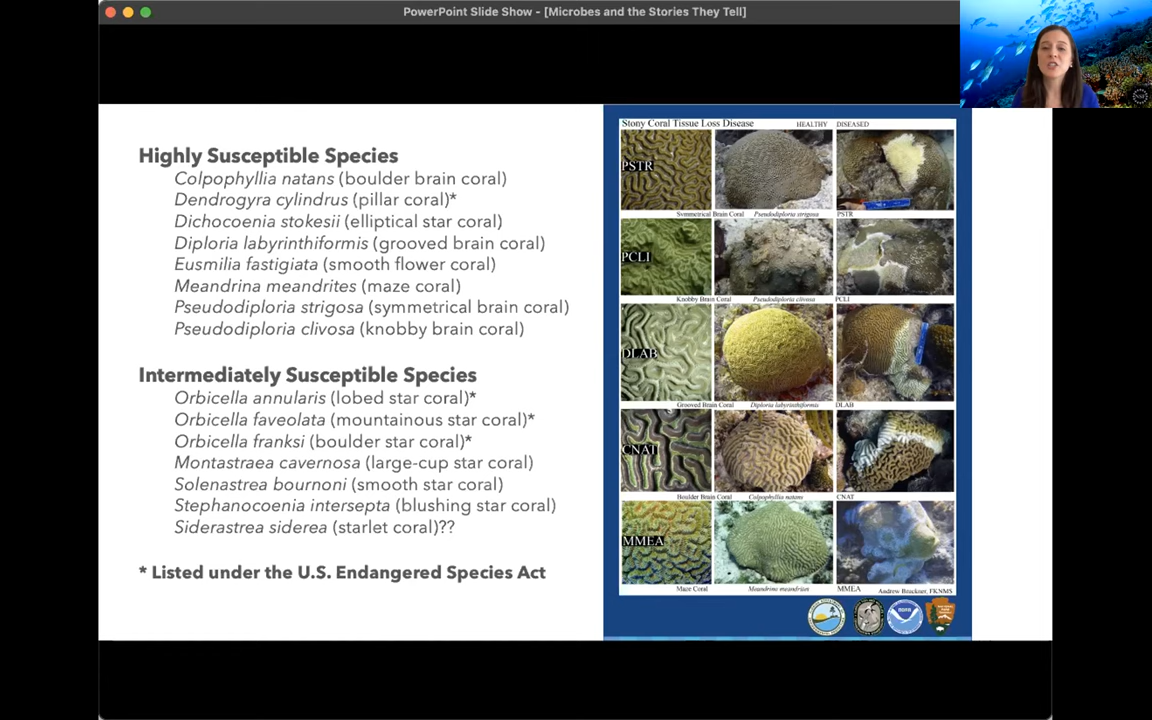 PowerPoint Slide Show - [Microbes and the Stories They Tell]
Highly Susceptible Species
Colpophyllia natans (boulder brain coral)
Dendrogyra cylindrus (pillar coral)*
Dichocoenia stokesii (elliptical star coral)
Diploria labyrinthiformis (grooved brain coral)
Eusmilia fastigiata (smooth flower coral)
Meandrina meandrites (maze coral)
Pseudodiploria strigosa (symmetrical brain coral)
Pseudodiploria clivosa (knobby brain coral)
Intermediately Susceptible Species
Orbicella annularis (lobed star coral)*
Orbicella faveolata (mountainous star coral)*
Orbicella franksi (boulder star coral)*
Montastraea cavernosa (large-cup star coral)
Solenastrea bournoni (smooth star coral)
Stephanocoenia intersepta (blushing star coral)
Siderastrea siderea (starlet coral)??
* Listed under the U.S. Endangered Species Act
Stony Coral Tissue Loss Disease HEALTHY DISEASED
PSTR
Symmetrical Brain Coral Pseudodiploria strigosa PSTR
PCLI
Knobby Brain Coral Pseudodiploria clivosa PCLI
DLAB
Grooved Brain Coral Diploria labyrinthiformis DLAB
CNAT
Boulder Brain Coral Colpophyllia natans CNAT
MMEA
Maze Coral Meandrina MMEA Andrew Bruckner, FKNMS